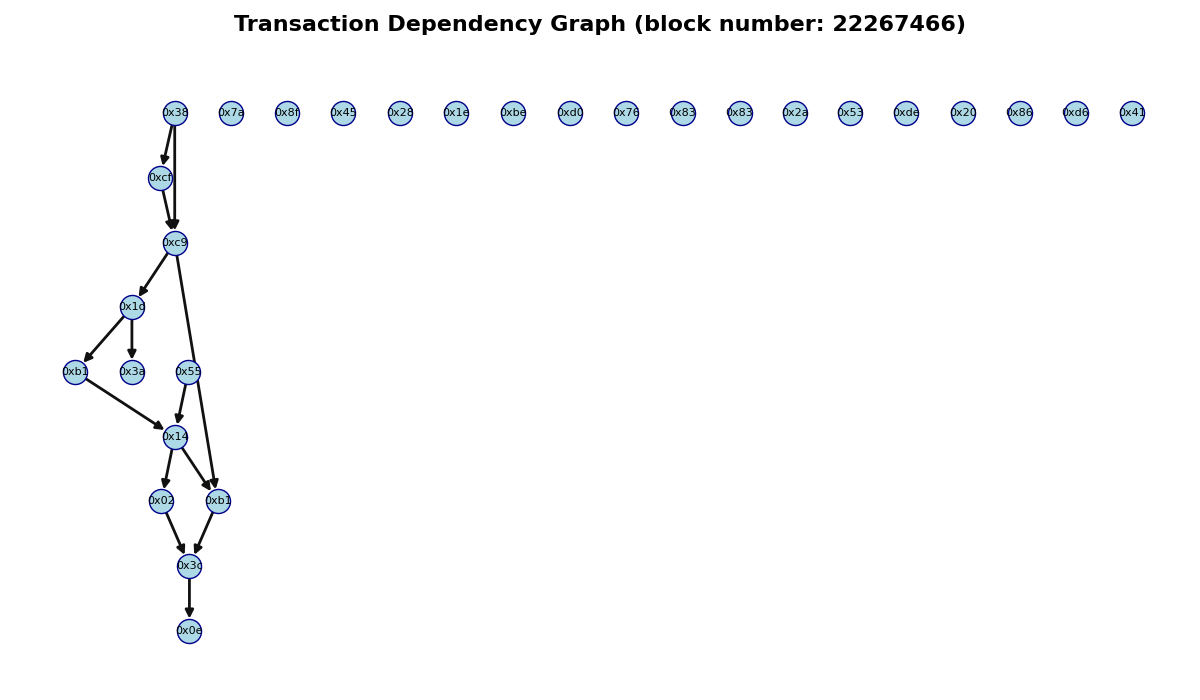 Transaction Dependency Graph (block number: 22267466)
0x38 0x7a 0x8f 0x45 0x28 0x1e 0xbe 0xd0 0x76 0x83 0x83 0x2a 0x53 0xde 0x20 0x86 0xd6 0x41
0xcf
0xc9
0x1d
0xb1 0x3a 0x55
0x14
0x02 0xb1
0x3c
0x0e